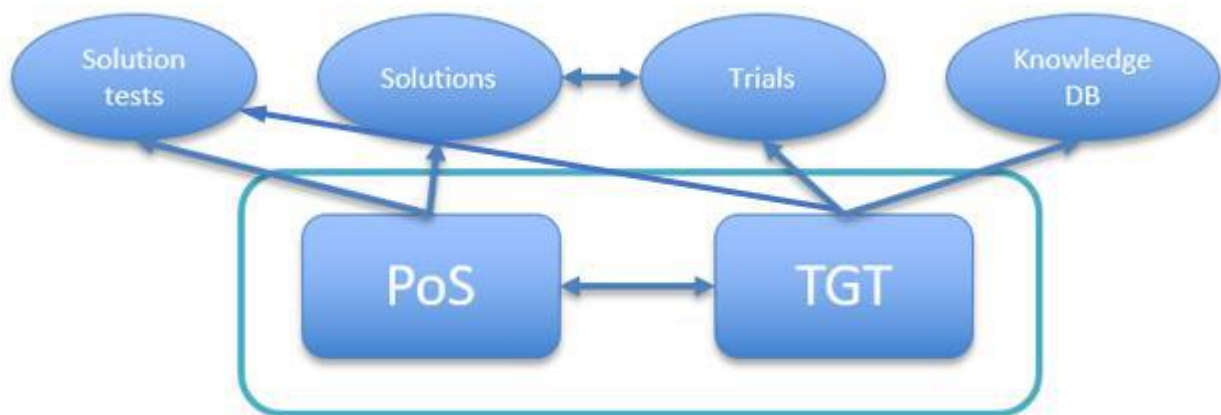 Solution
tests
Solutions
Trials
Knowledge
DB
PoS
TGT